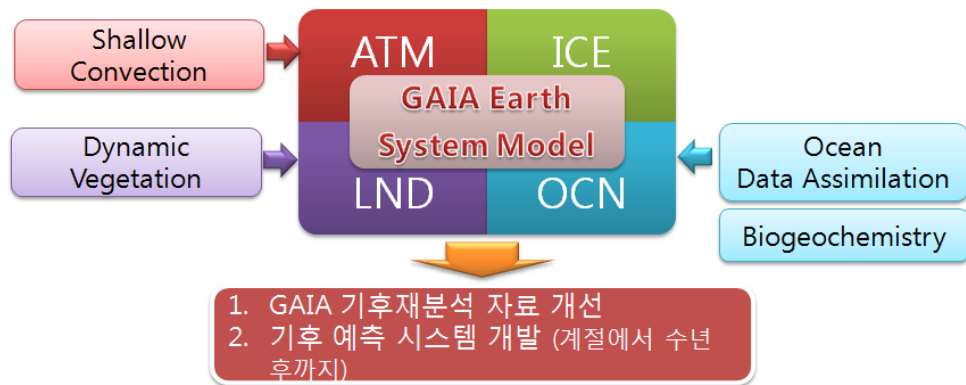 Shallow
Convection
ATM
ICE
GAIA Earth
System Model
Dynamic
Vegetation
LND
OCN
Ocean
Data Assimilation
Biogeochemistry
1. GAIA 기후재분석 자료 개선
2. 기후 예측 시스템 개발 (계절에서 수년
후까지)